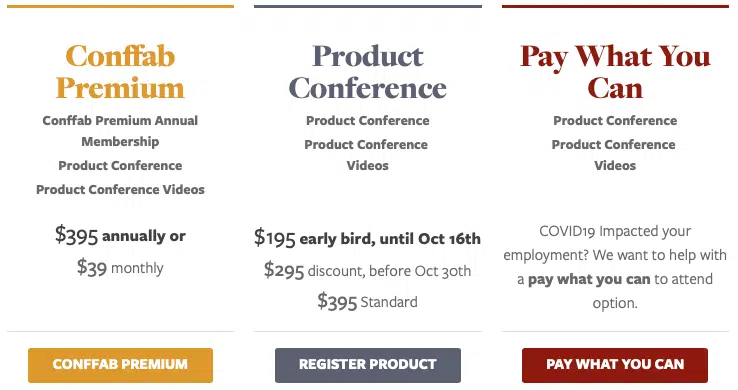 Conffab
Premium
Conffab Premium Annual
Membership
Product Conference
Product Conference Videos
$395 annually or
$39 monthly
CONFFAB PREMIUM
Product
Conference
Product Conference
Product Conference
Videos
$195 early bird, until Oct 16th
$295 discount, before Oct 30th
$395 Standard
REGISTER PRODUCT
Pay What You
Can
Product Conference
Product Conference
Videos
COVID19 Impacted your
employment? We want to help with
a pay what you can to attend
option.
PAY WHAT YOU CAN